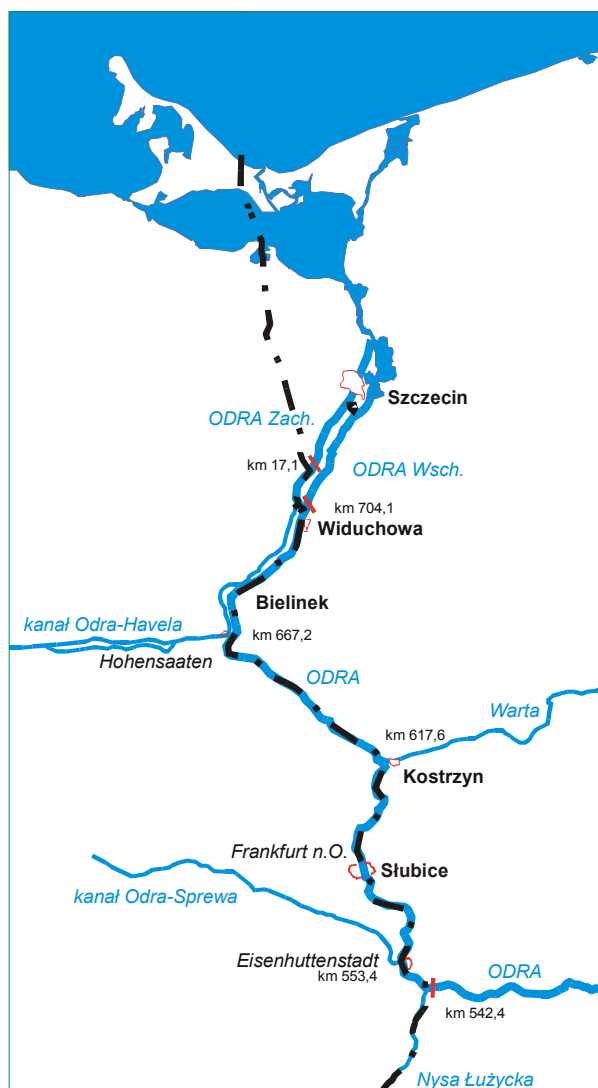 Szczecin
ODRA Zach.
km 17,1
ODRA Wsch.
km 704,1
Widuchowa
Bielinek
kanał Odra-Havela
km 667,2
Hohensaaten
ODRA
Warta
km 617,6
Kostrzyn
Frankfurt n.O.
Słubice
kanał Odra-Sprewa
Eisenhuttenstadt
km 553,4
ODRA
km 542,4
Nysa Łużycka